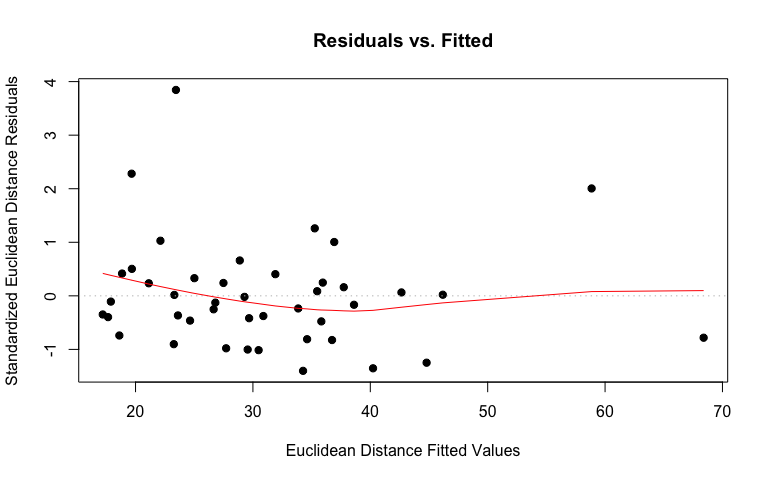 Residuals vs. Fitted
Standardized Euclidean Distance Residuals
4
3
2
1
0
-1
20 30 40 50 60 70
Euclidean Distance Fitted Values